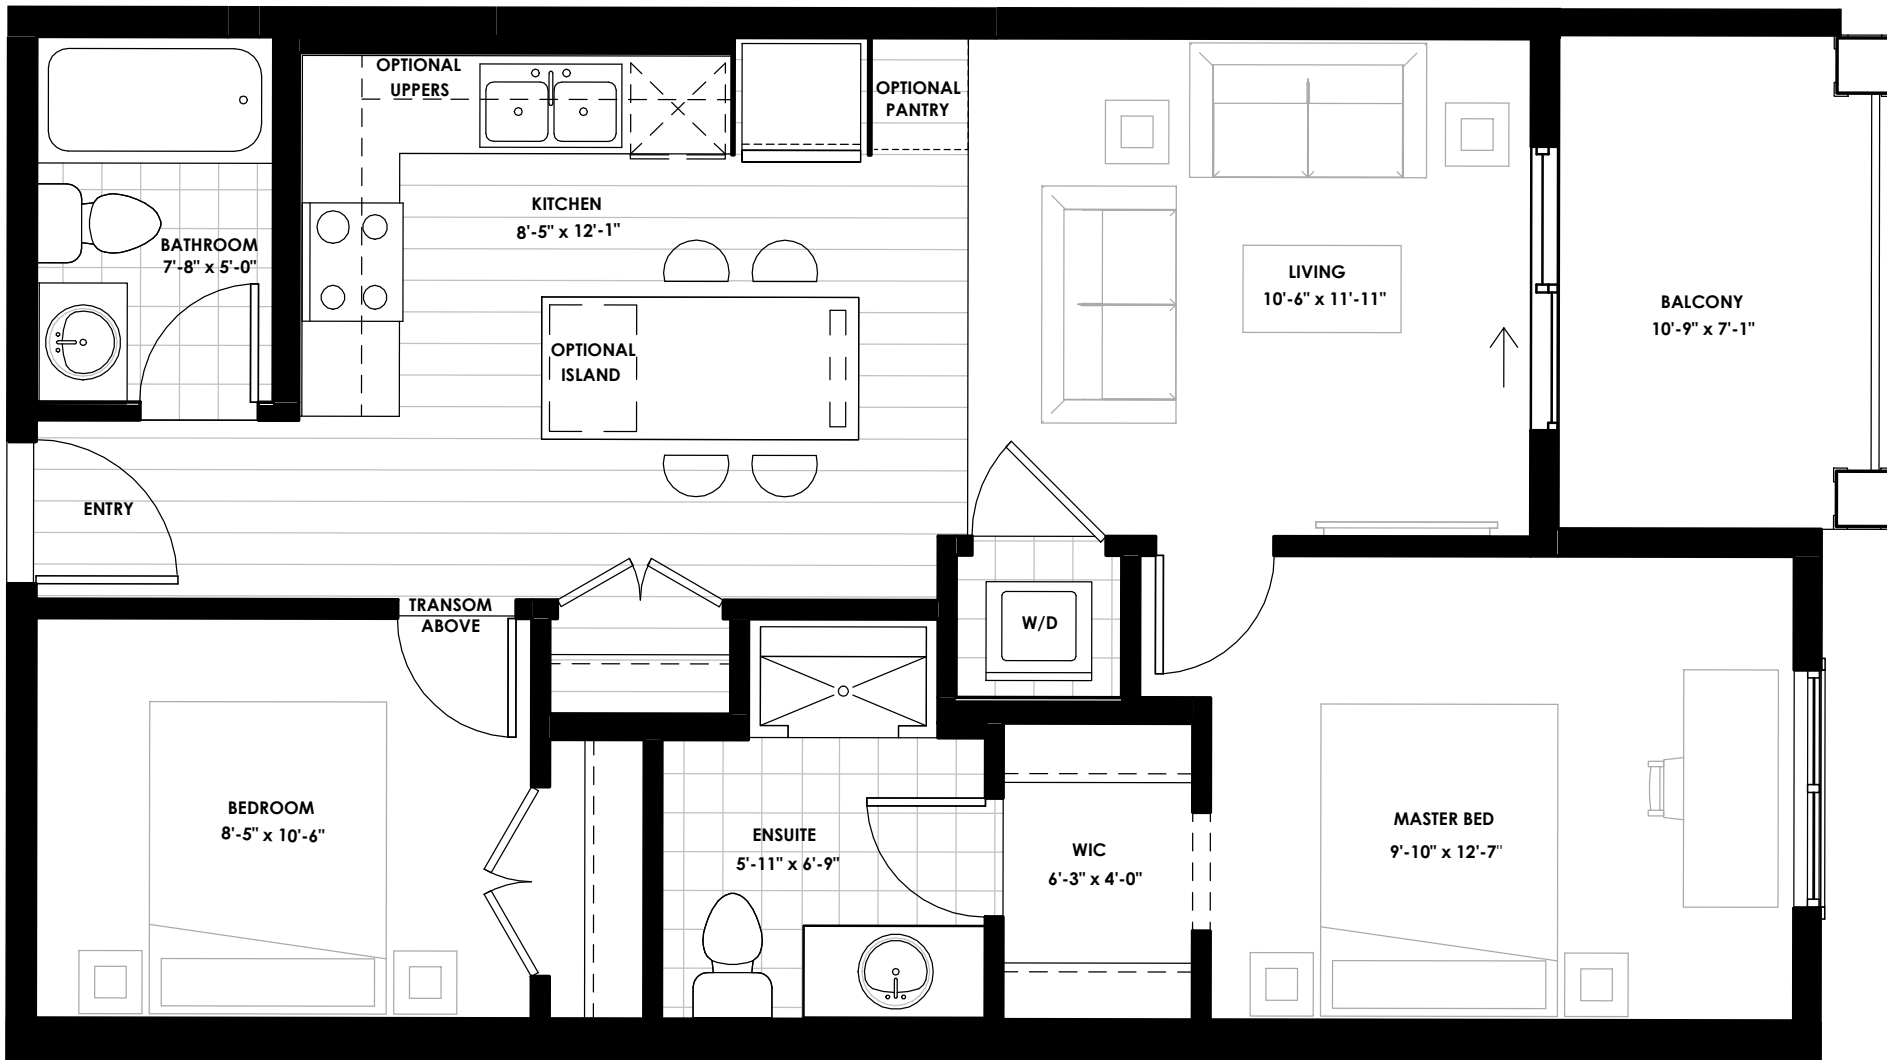 OPTIONAL
UPPERS
OPTIONAL
PANTRY
KITCHEN
8'-5" x 12'-1"
BATHROOM
7'-8" x 5'-0"
LIVING
10'-6" x 11'-11"
BALCONY
10'-9" x 7'-1"
OPTIONAL
ISLAND
ENTRY
TRANSOM
ABOVE
W/D
BEDROOM
8'-5" x 10'-6"
ENSUITE
5'-11" x 6'-9"
WIC
6'-3" x 4'-0"
MASTER BED
9'-10" x 12'-7"